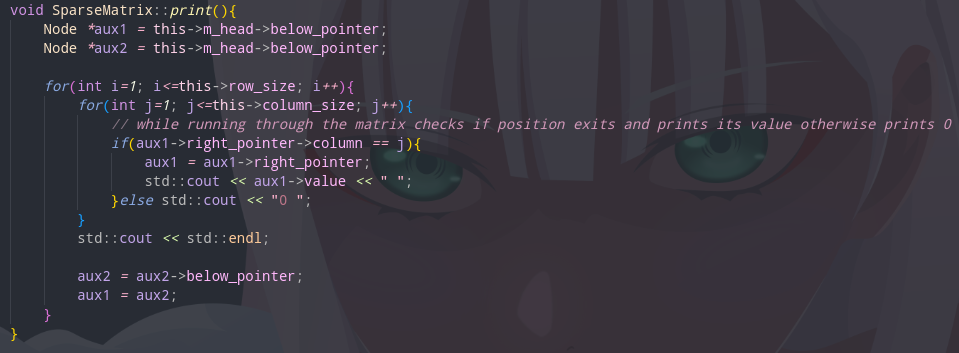 void SparseMatrix::print(){
    Node *aux1 = this->m_head->below_pointer;
    Node *aux2 = this->m_head->below_pointer;

    for(int i=1; i<=this->row_size; i++){
        for(int j=1; j<=this->column_size; j++){
            // while running through the matrix checks if position exits and prints its value otherwise prints 0
            if(aux1->right_pointer->column == j){
                aux1 = aux1->right_pointer;
                std::cout << aux1->value << " ";
            }else std::cout << "0 ";
        }
        std::cout << std::endl;

        aux2 = aux2->below_pointer;
        aux1 = aux2;
    }
}